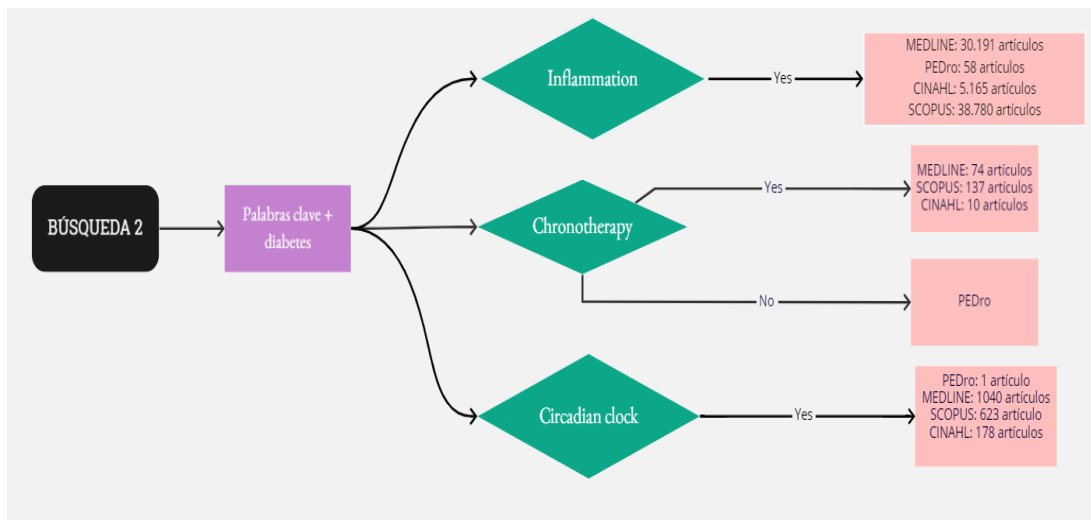 BÚSQUEDA 2
Palabras clave +
diabetes
Inflammation
Yes
MEDLINE: 30.191 artículos
PEDro: 58 artículos
CINAHL: 5.165 artículos
SCOPUS: 38.780 artículos
Chronotherapy
Yes
MEDLINE: 74 artículos
SCOPUS: 137 artículos
CINAHL: 10 artículos
No
PEDro
Circadian clock
Yes
PEDro: 1 artículo
MEDLINE: 1040 artículos
SCOPUS: 623 artículo
CINAHL: 178 artículos